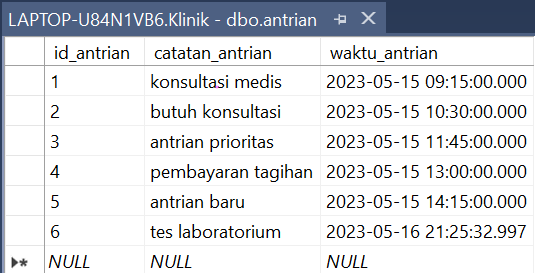 LAPTOP-U84N1VB6.Klinik - dbo.antrian
id_antrian catatan_antrian waktu_antrian
1 konsultasi medis 2023-05-15 09:15:00.000
2 butuh konsultasi 2023-05-15 10:30:00.000
3 antrian prioritas 2023-05-15 11:45:00.000
4 pembayaran tagihan 2023-05-15 13:00:00.000
5 antrian baru 2023-05-15 14:15:00.000
6 tes laboratorium 2023-05-16 21:25:32.997
NULL NULL NULL